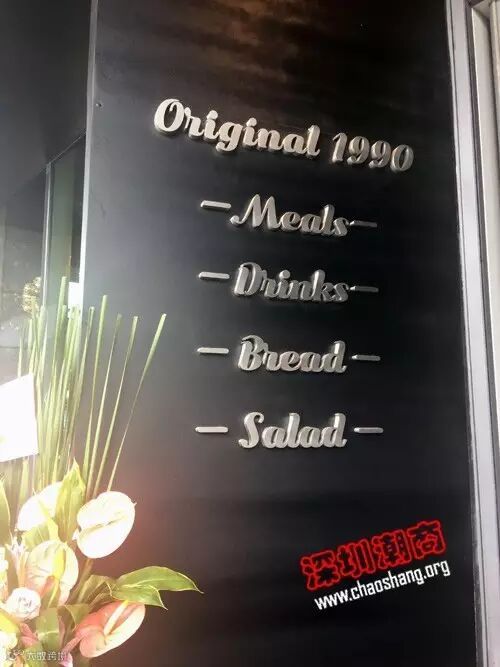 Original 1990
-Meals-
-Drinks-
-Bread-
-Salad-
深圳潮商
www.chaoshang.org